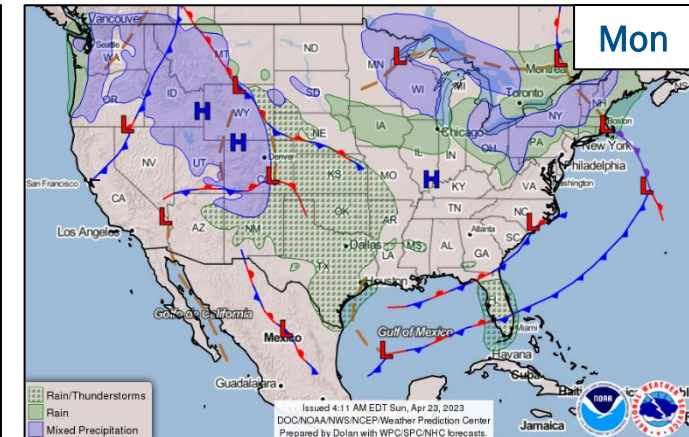 Mon
Vancouver
Seattle
WA
MT
ND
MN
Montreal
OR
ID
WY
SD
WI
MI
Toronto
NH
Boston
NY
NE
IA
Chicago
PA
New York
NV
UT
Denver
CO
IL
IN
OH
Philadelphia
San Francisco
CA
KS
MO
KY
VA
Washington
Los Angeles
AZ
NM
OK
AR
TN
NC
SC
Atlanta
Dallas
LA
MS
AL
GA
TX
Houston
FL
Miami
Golfo de California
Mexico
Gulf of Mexico
Havana
Cuba
Guadalajara
Jamaica
H
H
H
L
L
L
L
L
L
L
L
L
L
L
Rain/Thunderstorms
Rain
Mixed Precipitation
Issued 4:11 AM EDT Sun, Apr 23, 2023
DOC/NOAA/NWS/NCEP/Weather Prediction Center
Prepared by Dolan with WPC/SPC/NHC forecasts.
NOAA
NATIONAL WEATHER SERVICE